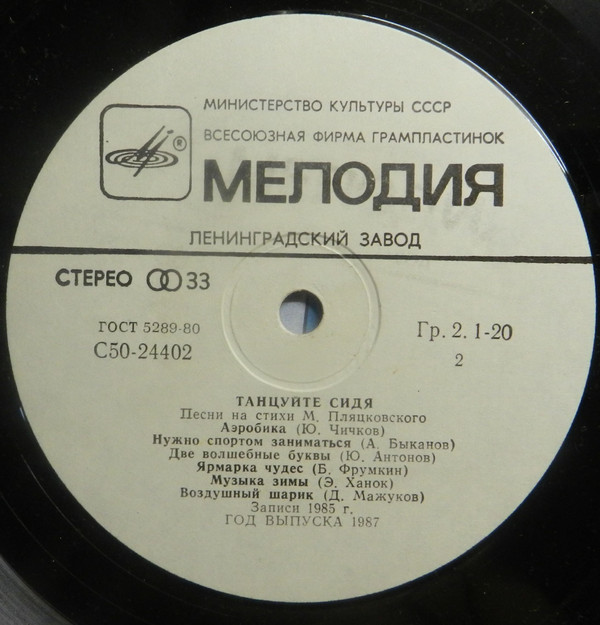 МИНИСТЕРСТВО КУЛЬТУРЫ СССР
ВСЕСОЮЗНАЯ ФИРМА ГРАМПЛАСТИНОК
®
МЕЛОДИЯ
ЛЕНИНГРАДСКИЙ ЗАВОД
СТЕРЕО 33
ГОСТ 5289-80
С50-24402
Гр. 2. 1-20
2
ТАНЦУЙТЕ СИДЯ
Песни на стихи М. Пляцковского
Аэробика (Ю. Чичков)
Нужно спортом заниматься (А. Быканов)
Две волшебные буквы (Ю. Антонов)
Ярмарка чудес (Б. Фрумкин)
Музыка зимы (Э. Ханок)
Воздушный шарик (Д. Мажуков)
Записи 1985 г.
ГОД ВЫПУСКА 1987